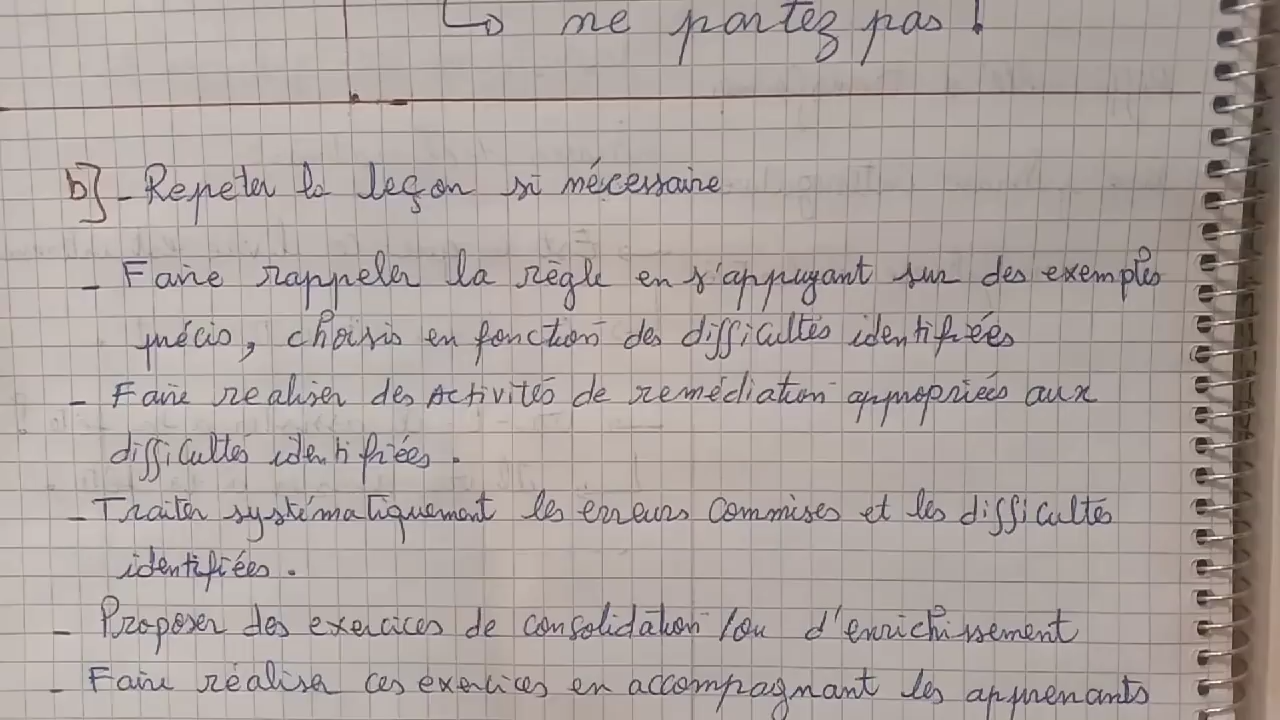 ↳ ne partez pas !
b]- Repeter la leçon si nécessaire
- Faire rappeler la règle en s'appuyant sur des exemples
précis, choisis en fonction des difficultés identifiées
- Faire realiser des Activités de remédiation appropriées aux
difficultés identifiées.
- Traiter systématiquement les erreurs commises et les difficultés
identifiées.
- Proposer des exercices de consolidation /ou d'enrichissement
- Faire réaliser ces exercices en accompagnant les apprenants